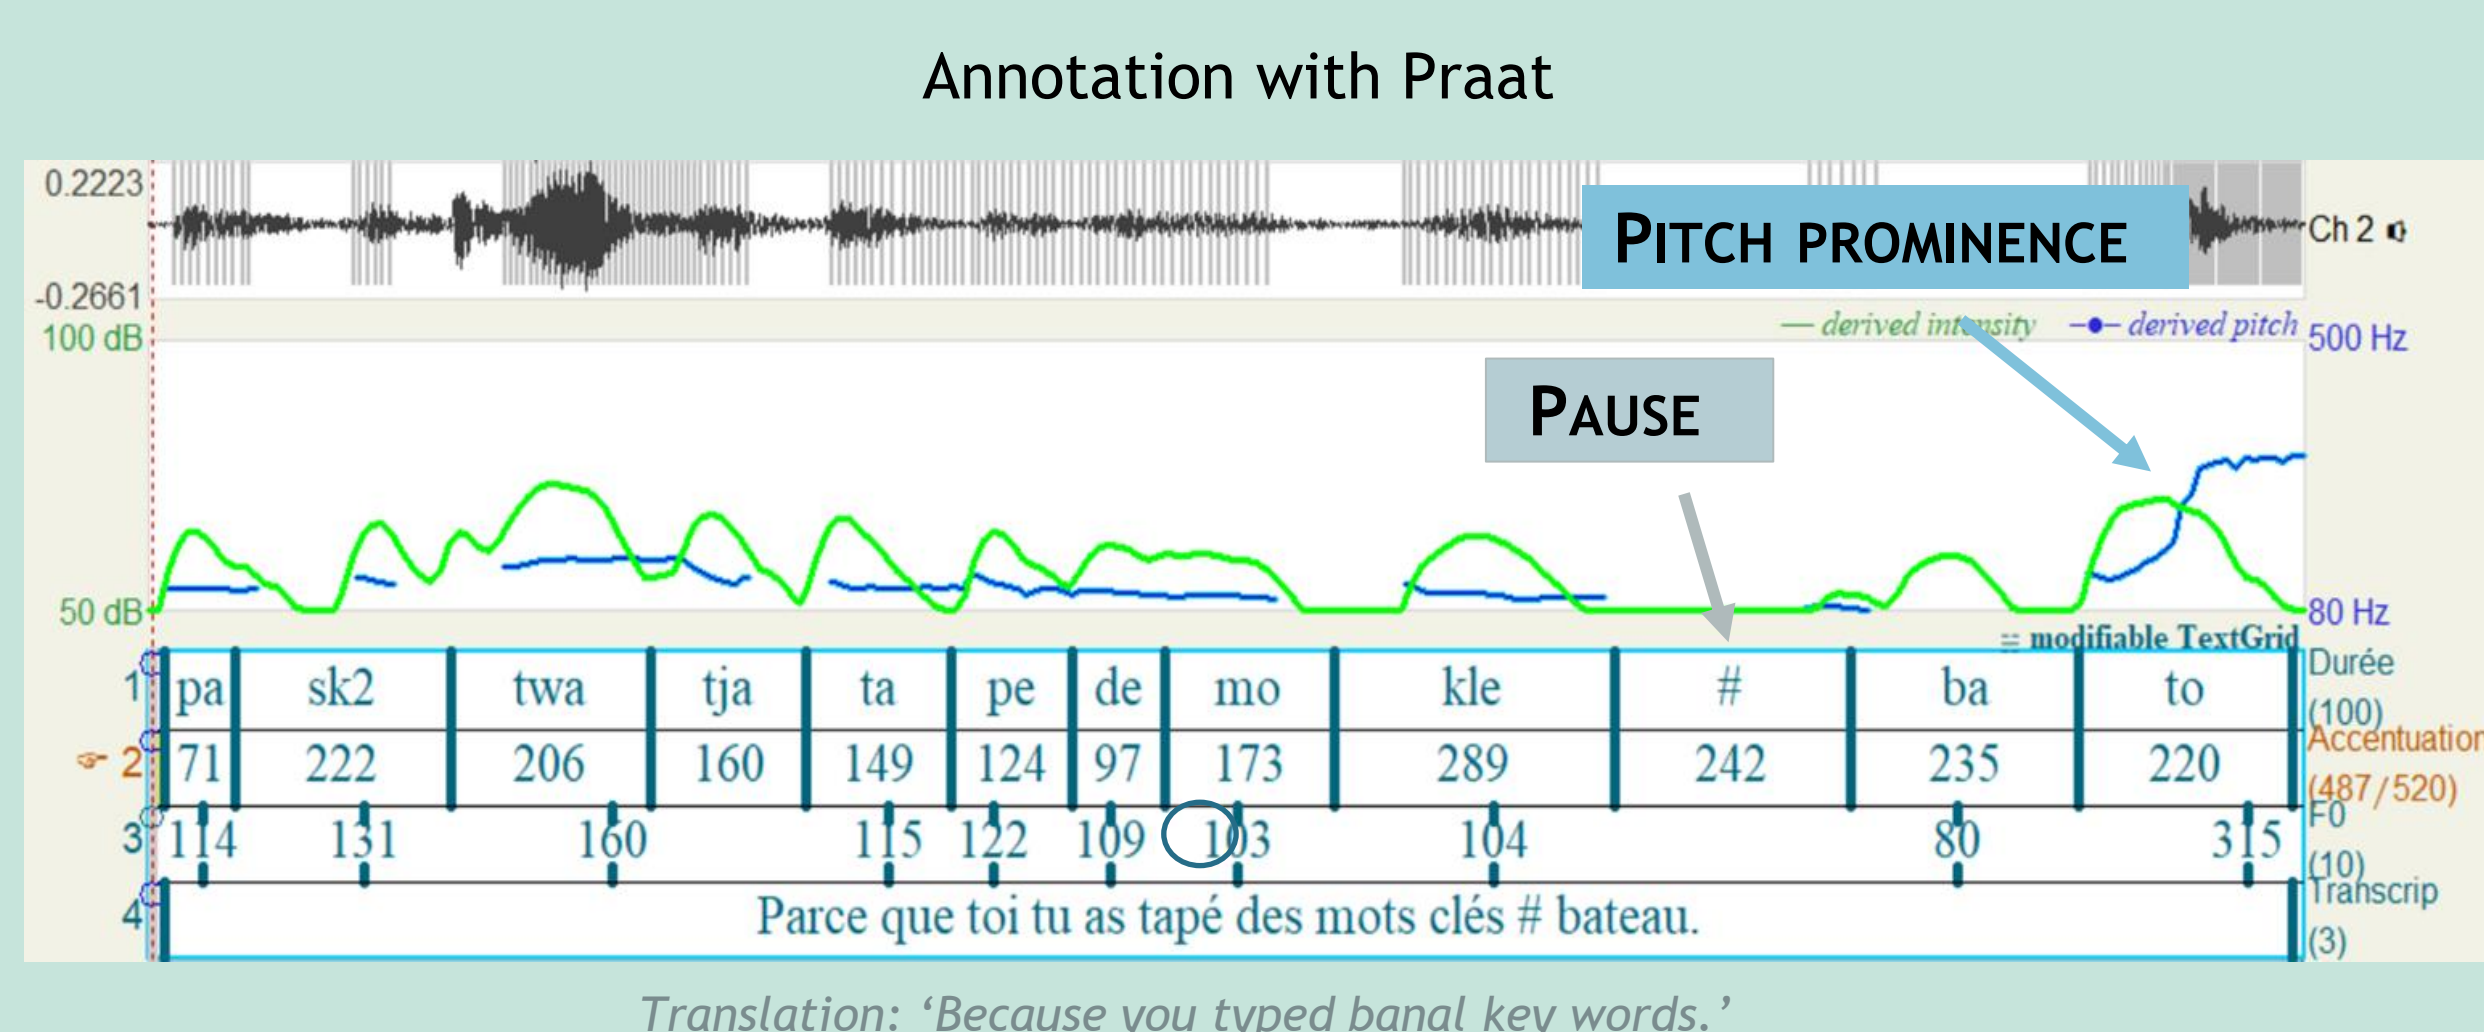 Annotation with Praat
0.2223
-0.2661
Ch 2
PITCH PROMINENCE
100 dB
derived intensity
derived pitch
500 Hz
PAUSE
50 dB
80 Hz
= modifiable TextGrid
1 pa sk2 twa tja ta pe de mo kle # ba to Durée (100)
2 71 222 206 160 149 124 97 173 289 242 235 220 Accentuation (487/520)
3 114 131 160 115 122 109 103 104 80 315 F0 (10)
4 Parce que toi tu as tapé des mots clés # bateau. Transcrip (3)
Translation: ‘Because you typed banal key words.’